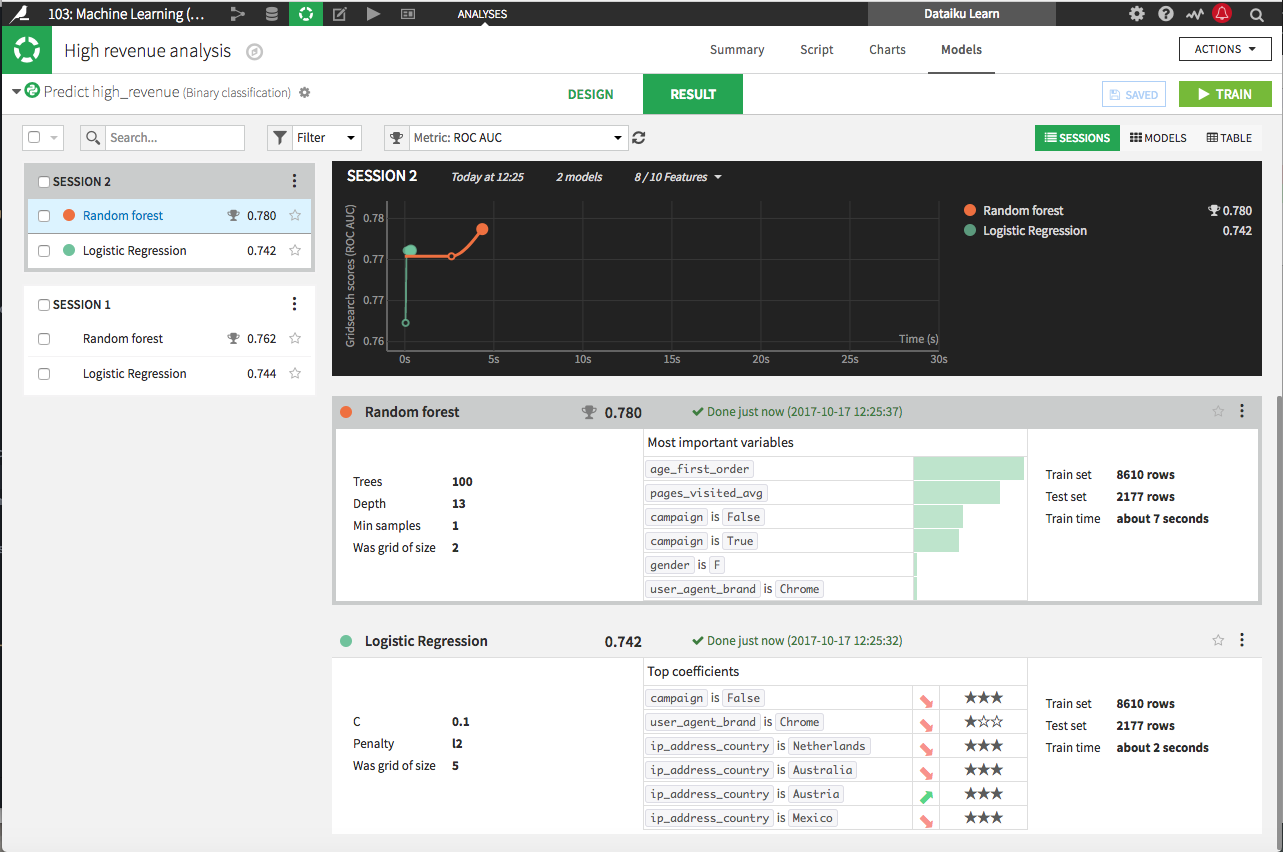 103: Machine Learning (...
ANALYSES
Dataiku Learn
High revenue analysis
Summary
Script
Charts
Models
ACTIONS
Predict high_revenue (Binary classification)
DESIGN
RESULT
SAVED
TRAIN
Search...
Filter
Metric: ROC AUC
SESSIONS
MODELS
TABLE
SESSION 2
Random forest 0.780
Logistic Regression 0.742
SESSION 1
Random forest 0.762
Logistic Regression 0.744
SESSION 2 Today at 12:25 2 models 8 / 10 Features
Gridsearch scores (ROC AUC)
0.78
0.77
0.77
0.76
0s 5s 10s 15s 20s 25s 30s
Time (s)
Random forest 0.780
Logistic Regression 0.742
Random forest 0.780 Done just now (2017-10-17 12:25:37)
Trees 100
Depth 13
Min samples 1
Was grid of size 2
Most important variables
age_first_order
pages_visited_avg
campaign is False
campaign is True
gender is F
user_agent_brand is Chrome
Train set 8610 rows
Test set 2177 rows
Train time about 7 seconds
Logistic Regression 0.742 Done just now (2017-10-17 12:25:32)
C 0.1
Penalty l2
Was grid of size 5
Top coefficients
campaign is False
user_agent_brand is Chrome
ip_address_country is Netherlands
ip_address_country is Australia
ip_address_country is Austria
ip_address_country is Mexico
Train set 8610 rows
Test set 2177 rows
Train time about 2 seconds